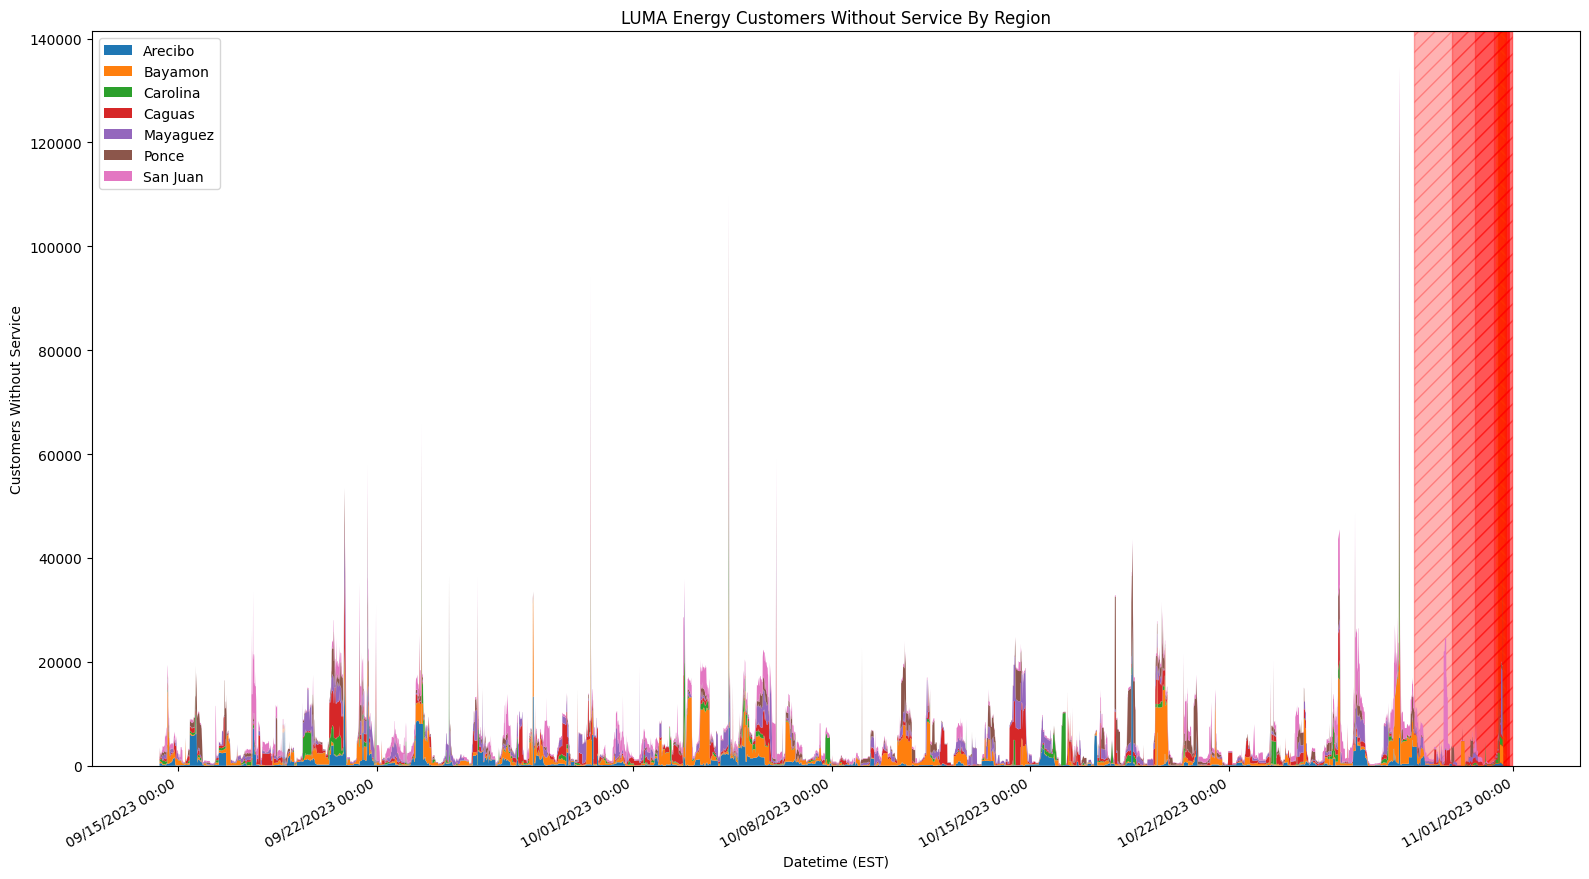 LUMA Energy Customers Without Service By Region
140000
120000
100000
80000
60000
40000
20000
0
Customers Without Service
Arecibo
Bayamon
Carolina
Caguas
Mayaguez
Ponce
San Juan
09/15/2023 00:00
09/22/2023 00:00
10/01/2023 00:00
10/08/2023 00:00
10/15/2023 00:00
10/22/2023 00:00
11/01/2023 00:00
Datetime (EST)